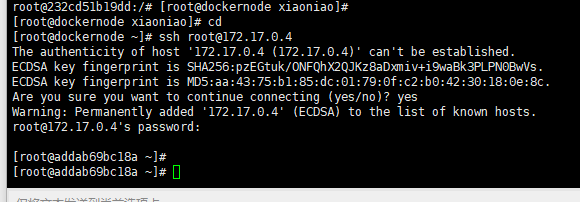 root@232cd51b19dd:/# [root@dockernode xiaoniao]#
[root@dockernode xiaoniao]# cd
[root@dockernode ~]# ssh root@172.17.0.4
The authenticity of host '172.17.0.4 (172.17.0.4)' can't be established.
ECDSA key fingerprint is SHA256:pzEGtuk/ONFQhX2QJKz8aDxmiv+i9waBk3PLPN0BwVs.
ECDSA key fingerprint is MD5:aa:43:75:b1:85:dc:01:79:0f:c2:b0:42:30:18:0e:8c.
Are you sure you want to continue connecting (yes/no)? yes
Warning: Permanently added '172.17.0.4' (ECDSA) to the list of known hosts.
root@172.17.0.4's password:
[root@addab69bc18a ~]#
[root@addab69bc18a ~]#